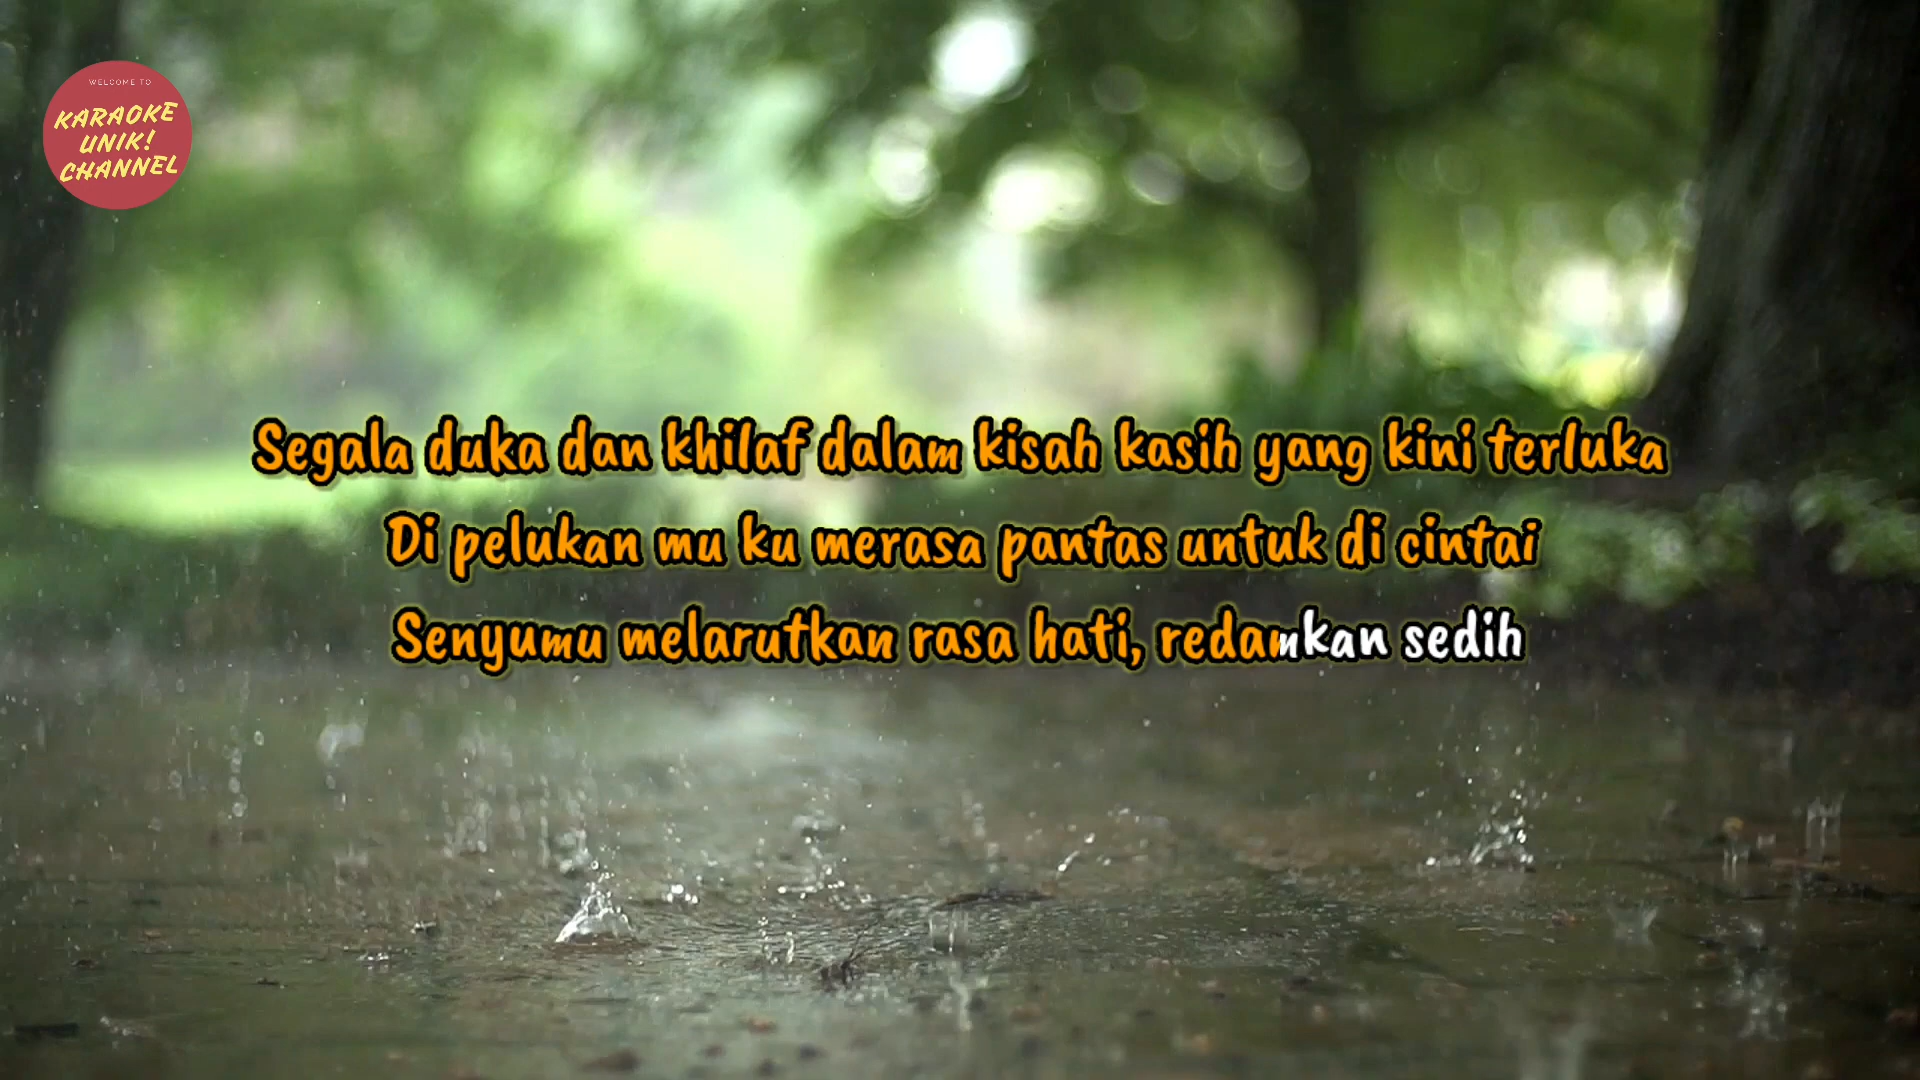 WELCOME TO
KARAOKE
UNIK!
CHANNEL
Segala duka dan khilaf dalam kisah kasih yang kini terluka
Di pelukan mu ku merasa pantas untuk di cintai
Senyumu melarutkan rasa hati, redamkan sedih